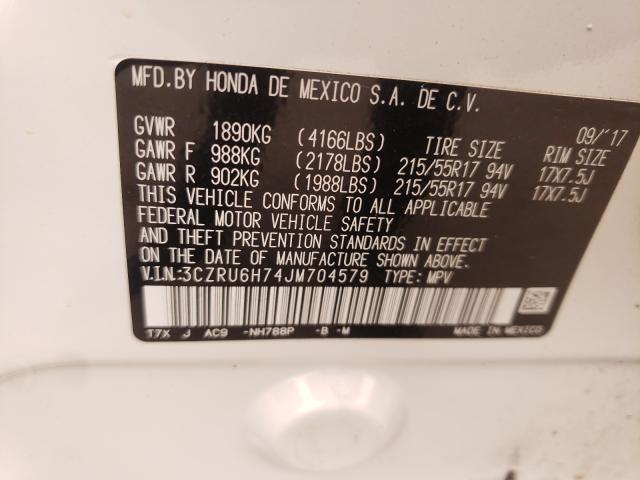 MFD.BY HONDA DE MEXICO S.A. DE C.V.
09/'17
GVWR 1890KG (4166LBS) TIRE SIZE RIM SIZE
GAWR F 988KG (2178LBS) 215/55R17 94V 17X7.5J
GAWR R 902KG (1988LBS) 215/55R17 94V 17X7.5J
THIS VEHICLE CONFORMS TO ALL APPLICABLE
FEDERAL MOTOR VEHICLE SAFETY
AND THEFT PREVENTION STANDARDS IN EFFECT ON
THE DATE OF MANUFACTURE SHOWN ABOVE.
V.I.N.:3CZRU6H74JM704579 TYPE: MPV
T7X J AC9 -NH788P -B -M MADE IN MEXICO